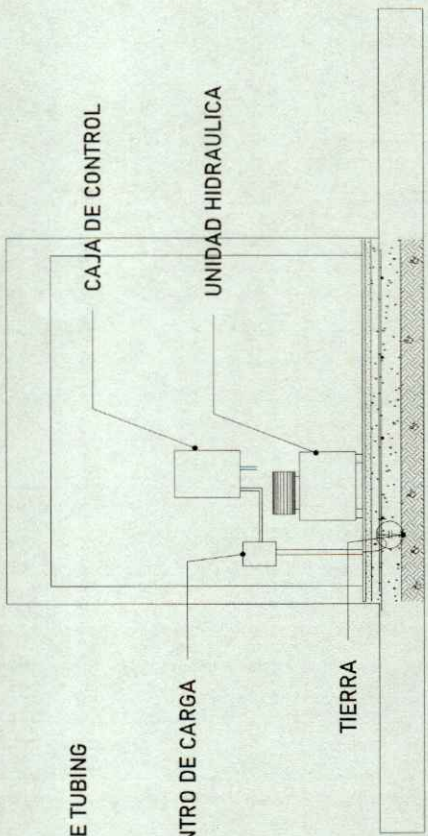 E TUBING
CAJA DE CONTROL
NTRO DE CARGA
UNIDAD HIDRAULICA
TIERRA